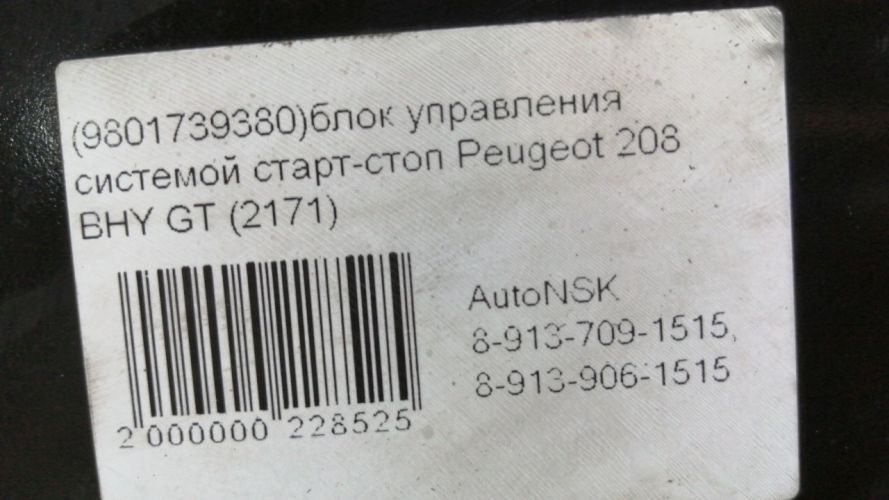 (9801739380)блок управления
системой старт-стоп Peugeot 208
BHY GT (2171)
AutoNSK
8-913-709-1515,
8-913-906-1515
2 000000 228525